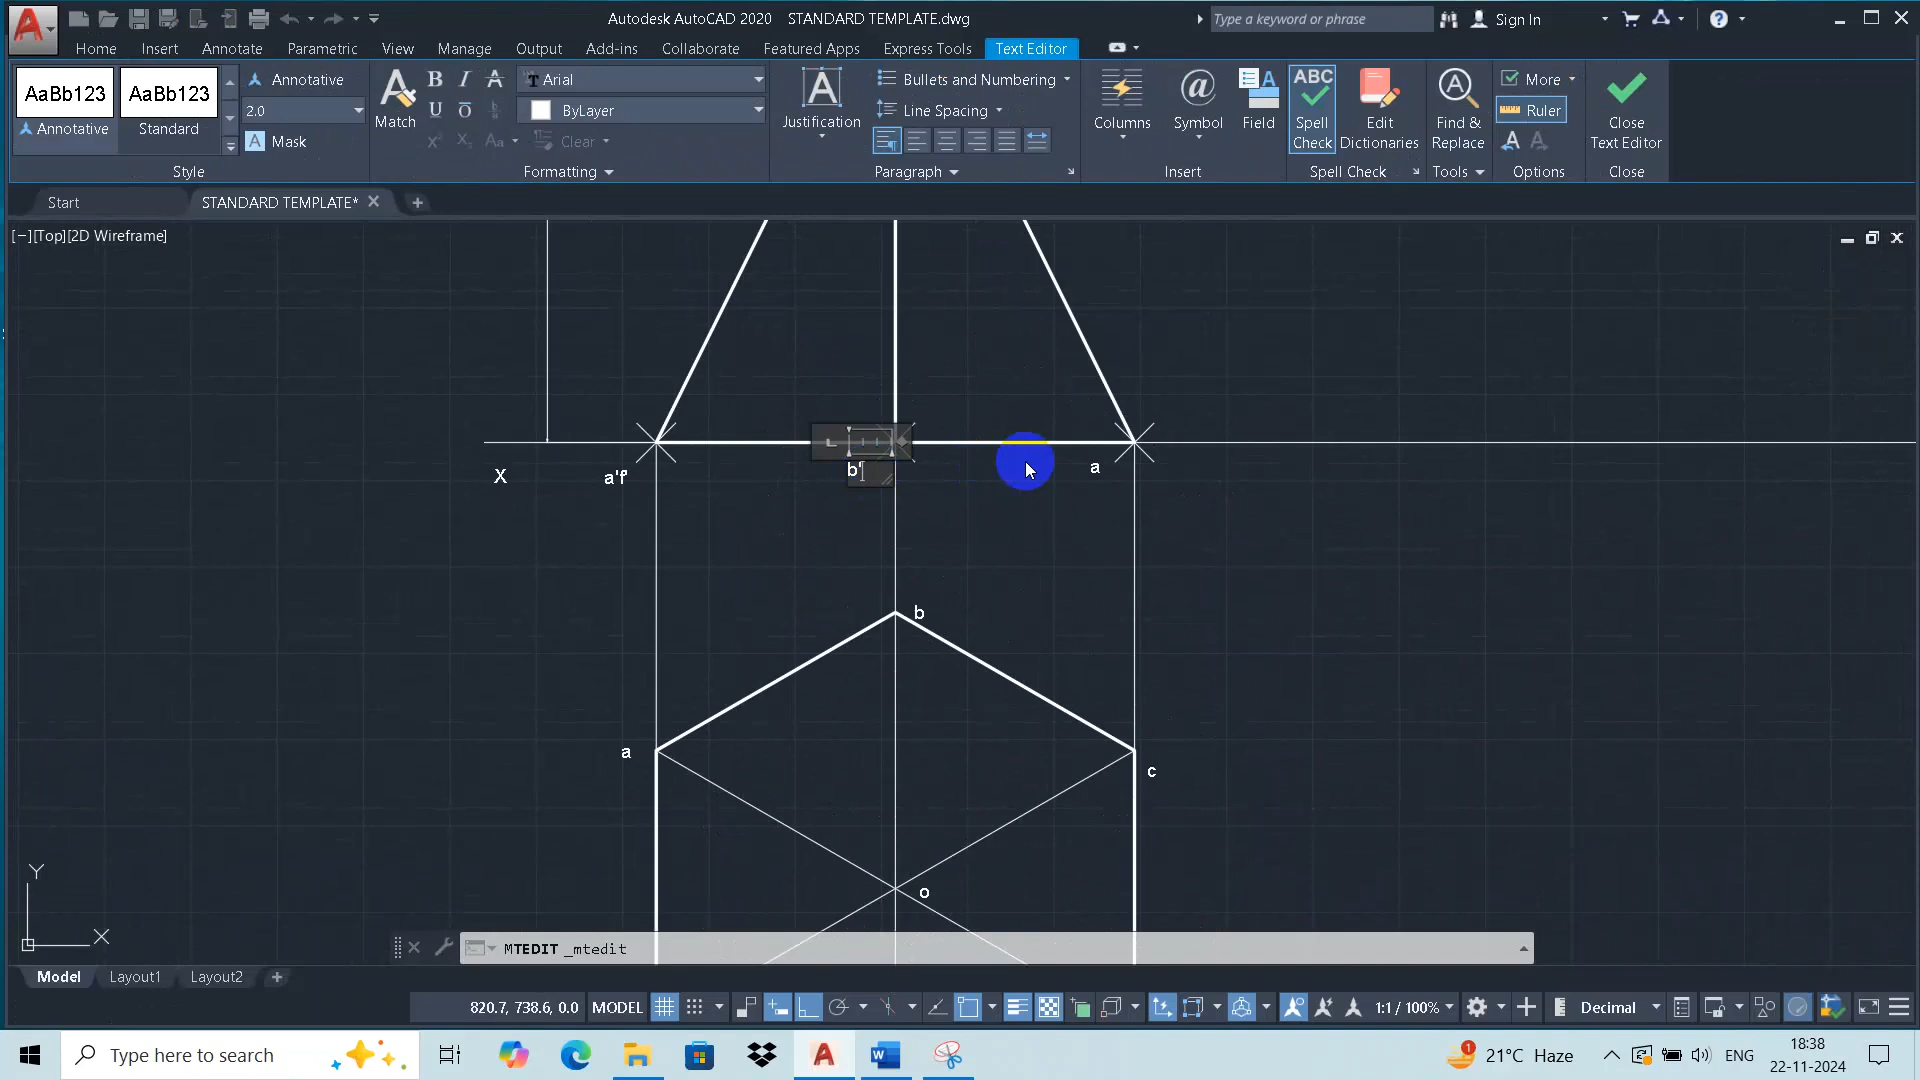 Autodesk AutoCAD 2020 STANDARD TEMPLATE.dwg
Type a keyword or phrase
Sign In
Home Insert Annotate Parametric View Manage Output Add-ins Collaborate Featured Apps Express Tools Text Editor
AaBb123 AaBb123
Annotative Standard
Annotative
2.0
Mask
Style
Match
Arial
ByLayer
Clear
Formatting
Justification
Bullets and Numbering
Line Spacing
Paragraph
Columns Symbol Field
Insert
ABC
Spell Check
Edit Dictionaries
Spell Check
Find & Replace
Tools
More
Ruler
Options
Close Text Editor
Close
Start STANDARD TEMPLATE*
[−][Top][2D Wireframe]
X
a'f'
b'
a
b
a
c
o
Y
X
MTEDIT _mtedit
Model Layout1 Layout2
820.7, 738.6, 0.0 MODEL 1:1 / 100% Decimal
Type here to search
1
21°C Haze
ENG
18:38
22-11-2024